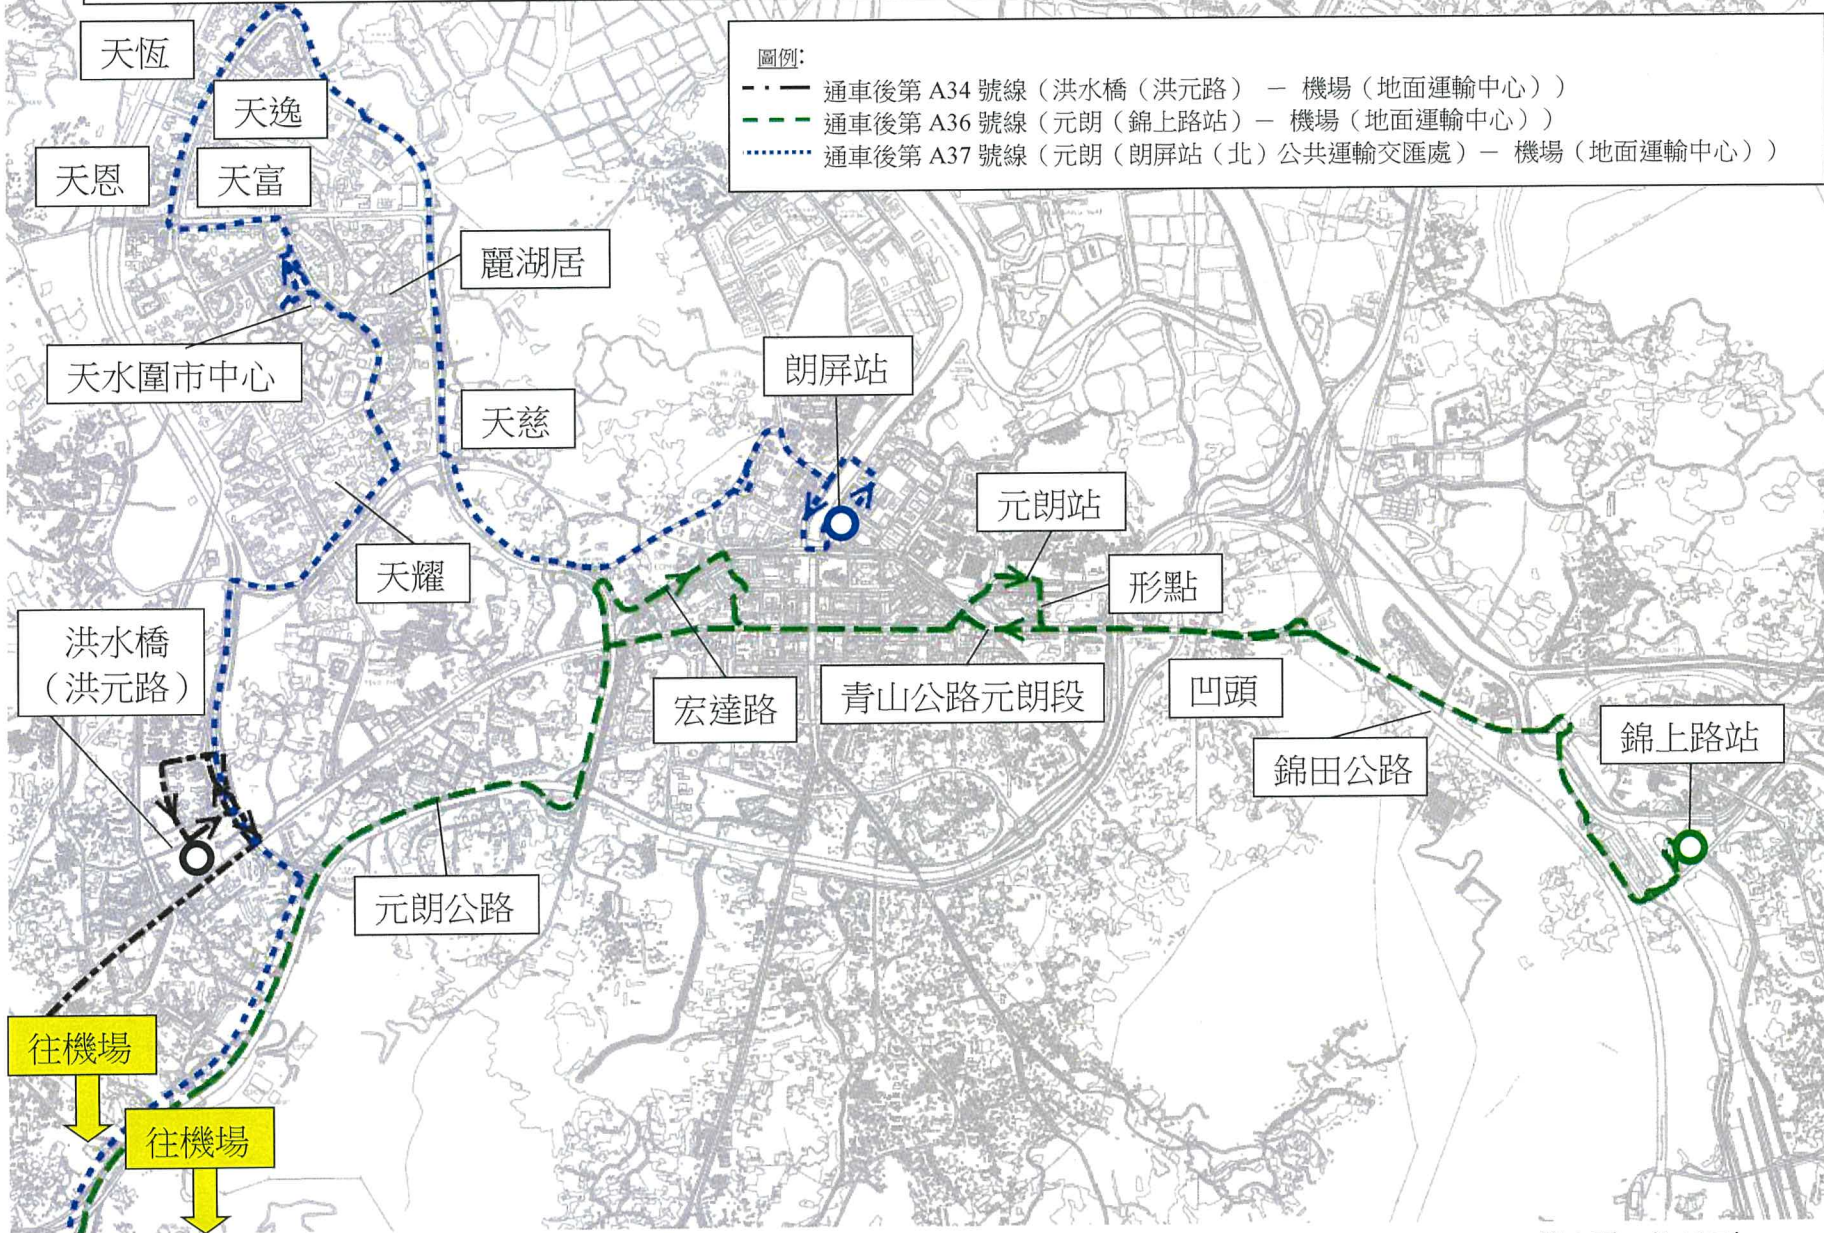 天恆
圖例:
通車後第 A34 號線（洪水橋（洪元路） － 機場（地面運輸中心））
通車後第 A36 號線（元朗（錦上路站）－ 機場（地面運輸中心））
通車後第 A37 號線（元朗（朗屏站（北）公共運輸交匯處）－ 機場（地面運輸中心））
天逸
天恩
天富
麗湖居
天水圍市中心
朗屏站
天慈
元朗站
天耀
形點
洪水橋
（洪元路）
宏達路
青山公路元朗段
凹頭
錦田公路
錦上路站
元朗公路
往機場
往機場